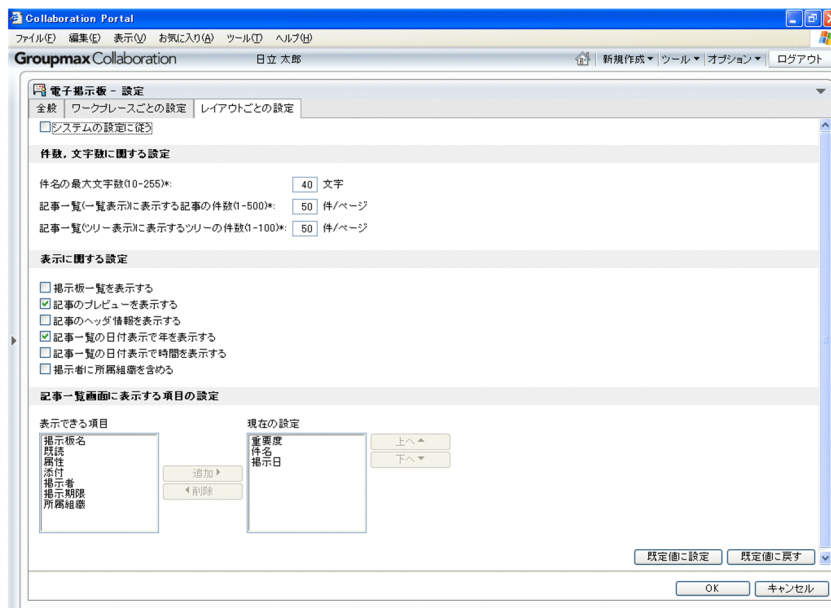 Collaboration Portal
ファイル(F) 編集(E) 表示(V) お気に入り(A) ツール(T) ヘルプ(H)
Groupmax Collaboration 日立 太郎 新規作成 ツール オプション ログアウト
電子掲示板 - 設定
全般 ワークプレースごとの設定 レイアウトごとの設定
システムの設定に従う
件数，文字数に関する設定
件名の最大文字数(10-255)*: 40 文字
記事一覧(一覧表示)に表示する記事の件数(1-500)*: 50 件/ページ
記事一覧(ツリー表示)に表示するツリーの件数(1-100)*: 50 件/ページ
表示に関する設定
掲示板一覧を表示する
記事のプレビューを表示する
記事のヘッダ情報を表示する
記事一覧の日付表示で年を表示する
記事一覧の日付表示で時間を表示する
掲示者に所属組織を含める
記事一覧画面に表示する項目の設定
表示できる項目 現在の設定
掲示板名
既読
属性
添付
掲示者
掲示期限
所属組織
追加
削除
重要度
件名
掲示日
上へ
下へ
既定値に設定 既定値に戻す
OK キャンセル